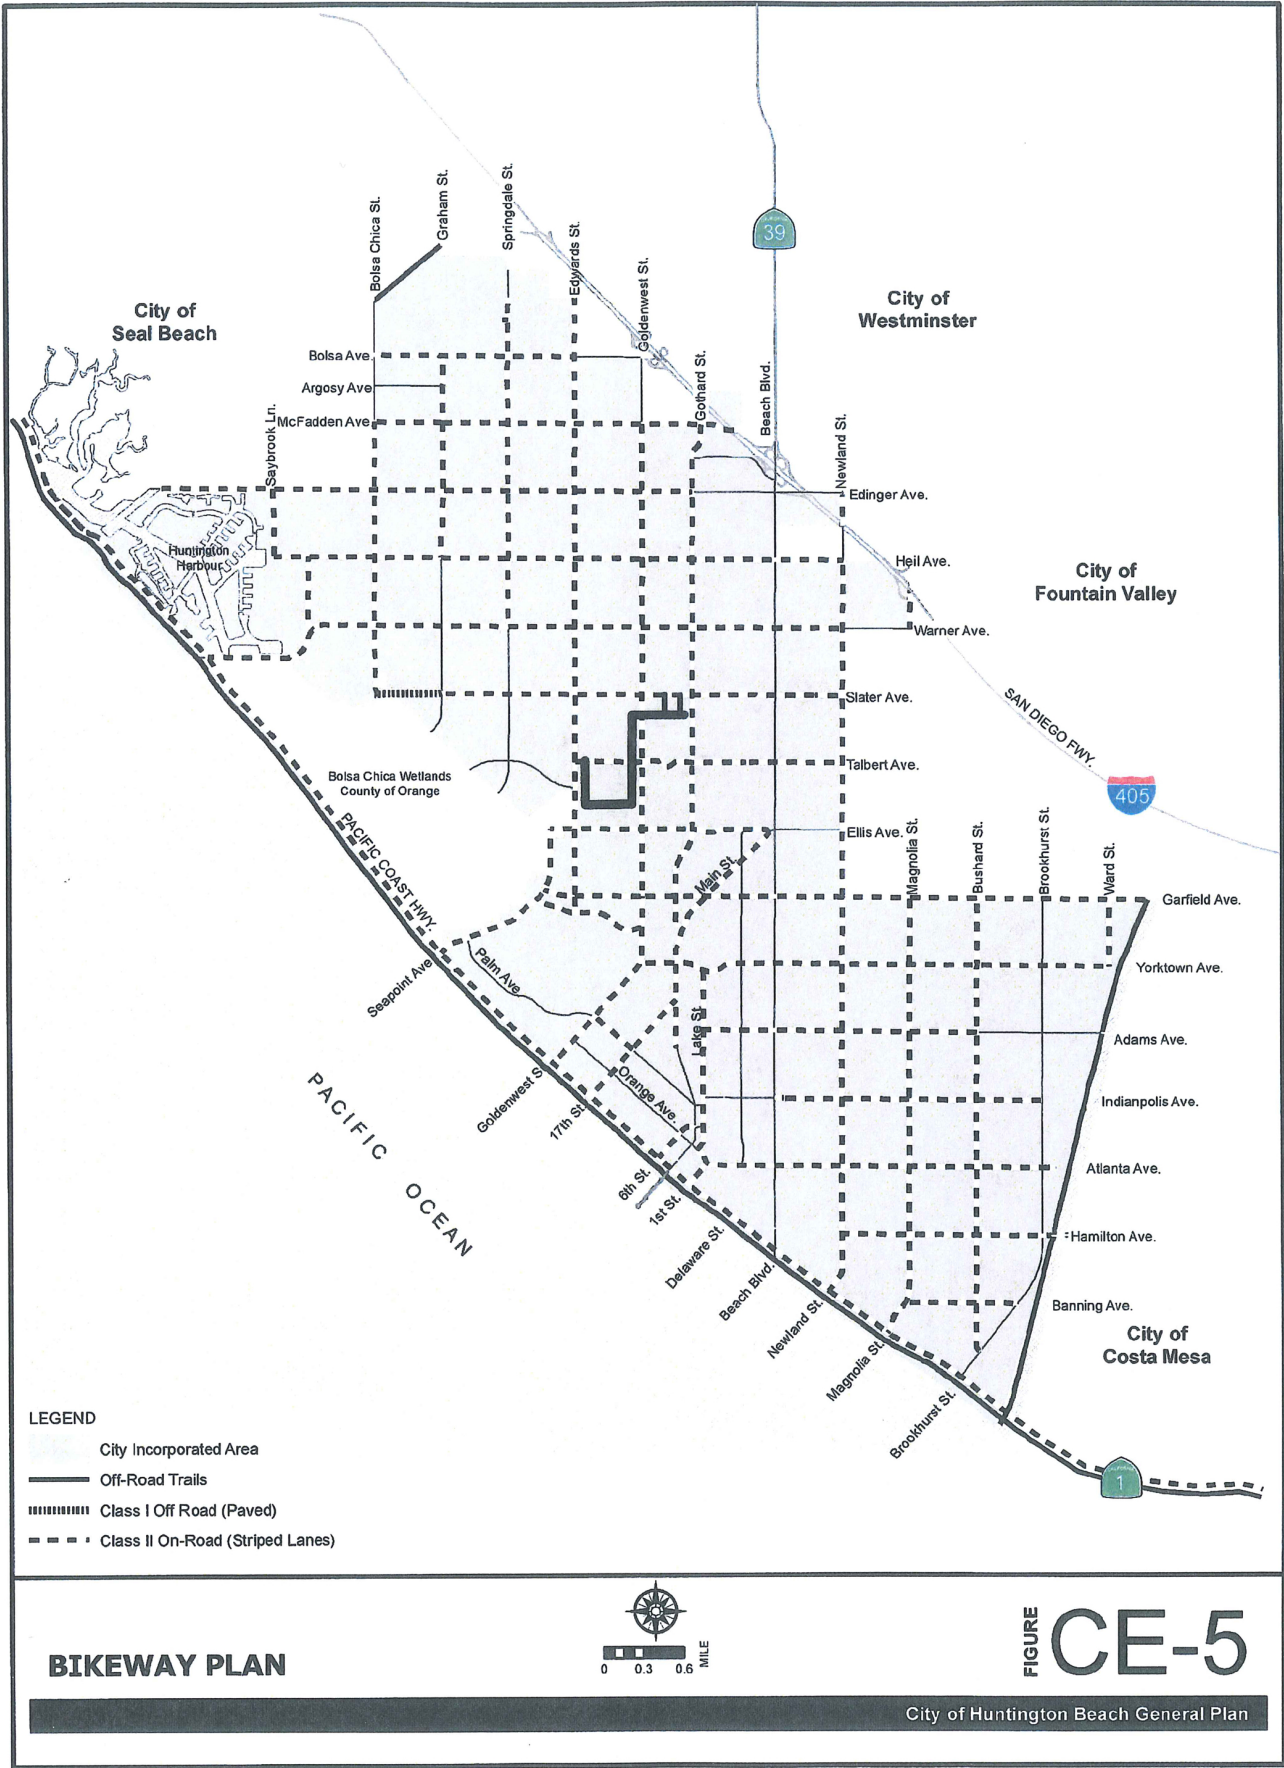 39
Graham St.
Springdale St.
Bolsa Chica St.
Edwards St.
Goldenwest St.
City of
Seal Beach
City of
Westminster
Bolsa Ave.
Argosy Ave
McFadden Ave
Saybrook Ln.
Gothard St.
Beach Blvd.
Newland St.
Edinger Ave.
Huntington
Harbour
Heil Ave.
City of
Fountain Valley
Warner Ave.
Slater Ave.
SAN DIEGO FWY.
Talbert Ave.
405
Bolsa Chica Wetlands
County of Orange
PACIFIC COAST HWY.
Ellis Ave.
Magnolia St.
Bushard St.
Brookhurst St.
Ward St.
Main St.
Garfield Ave.
Seapoint Ave
Palm Ave
Yorktown Ave.
Lake St.
Adams Ave.
PACIFIC
OCEAN
Goldenwest S
17th St.
Orange Ave.
Indianpolis Ave.
Atlanta Ave.
6th St.
1st St.
Delaware St.
Beach Blvd.
Newland St.
Magnolia St.
Brookhurst St.
Hamilton Ave.
Banning Ave.
City of
Costa Mesa
CALIFORNIA
1
LEGEND
City Incorporated Area
Off-Road Trails
Class I Off Road (Paved)
Class II On-Road (Striped Lanes)
BIKEWAY PLAN
0 0.3 0.6
MILE
FIGURE
CE-5
City of Huntington Beach General Plan